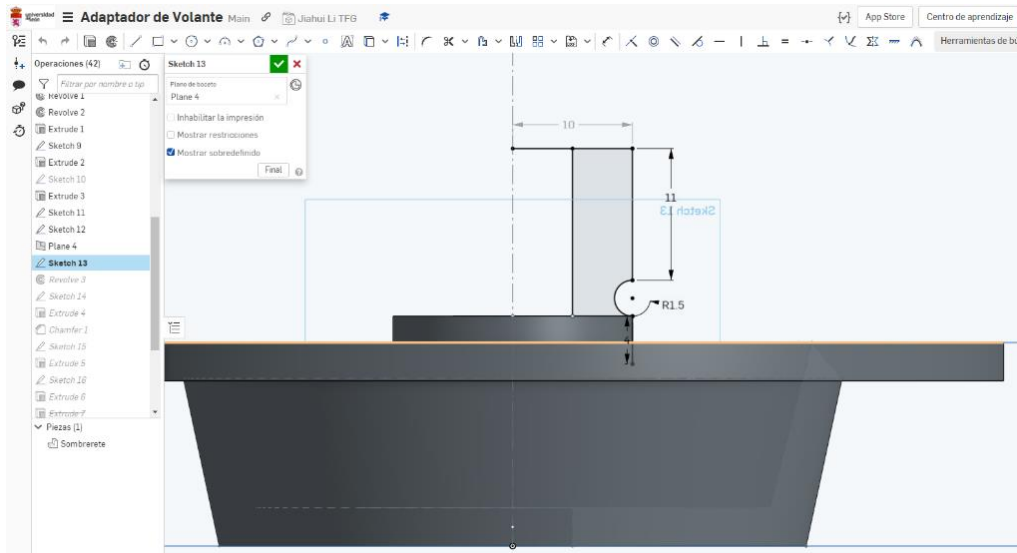 universidad de león Adaptador de Volante Main Jiahui Li TFG App Store Centro de aprendizaje
Herramientas de bú
Operaciones (42)
Filtrar por nombre o tip
Revolve 1
Revolve 2
Extrude 1
Sketch 9
Extrude 2
Sketch 10
Extrude 3
Sketch 11
Sketch 12
Plane 4
Sketch 13
Revolve 3
Sketch 14
Extrude 4
Chamfer 1
Sketch 15
Extrude 5
Sketch 16
Extrude 6
Extrude 7
Piezas (1)
Sombrerete
Sketch 13
Plano de boceto
Plane 4
Inhabilitar la impresión
Mostrar restricciones
Mostrar sobredefinido
Final
10
11
Sketch 13
R1.5
4